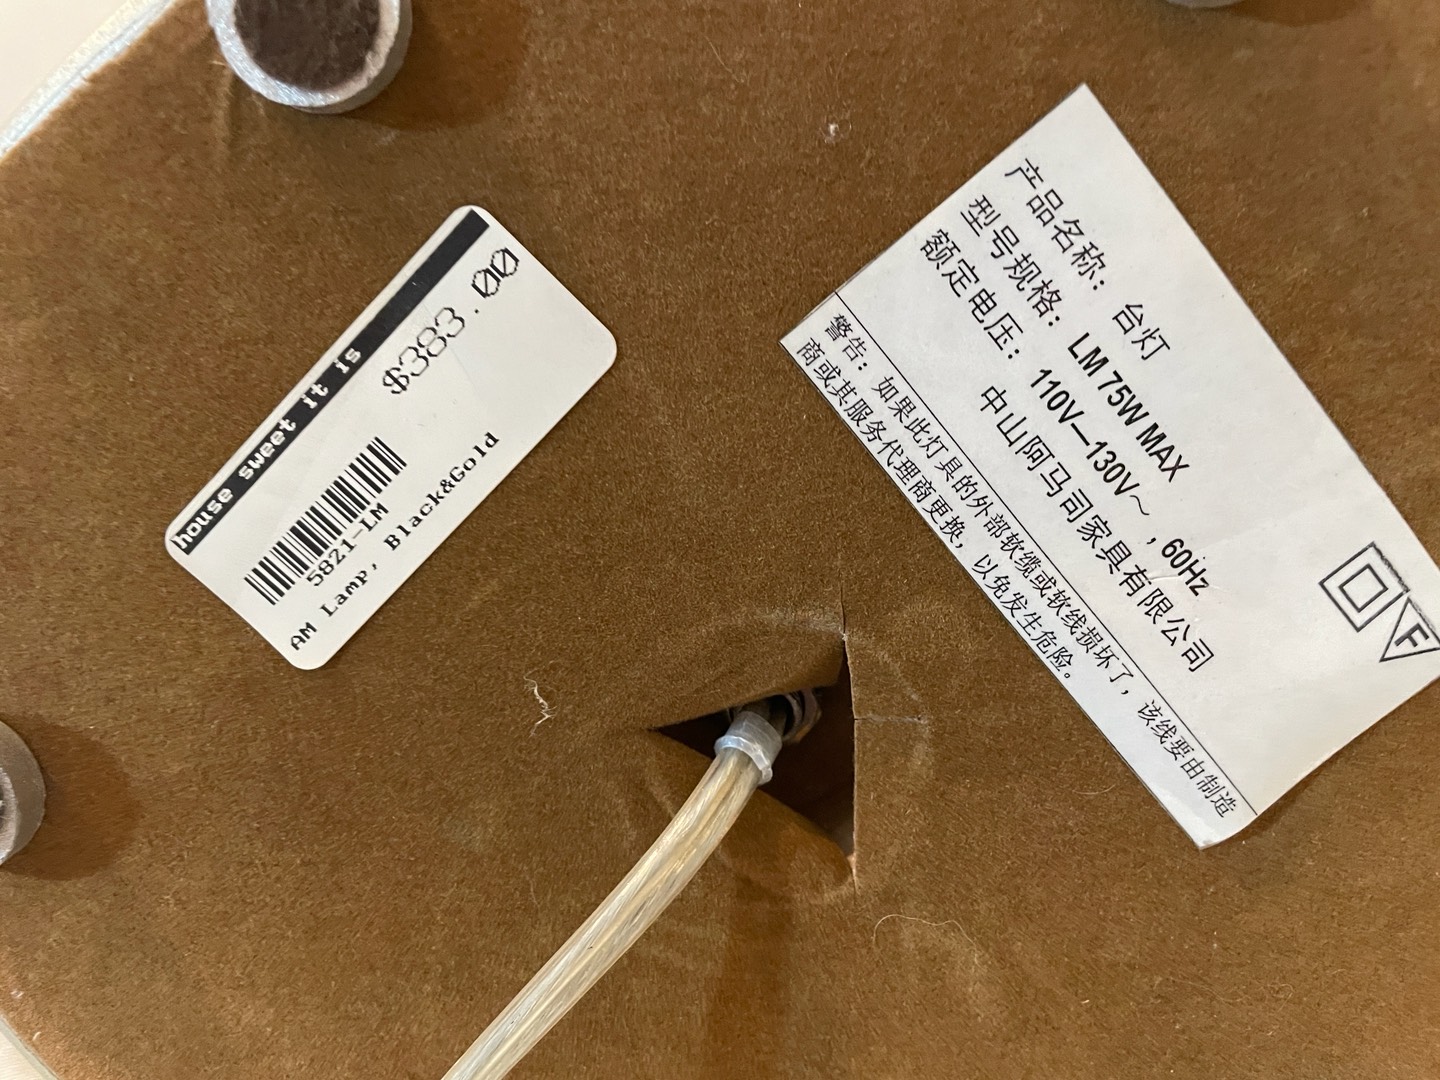 house sweet it is
$383.00
5821-LM
AM Lamp, Black&Gold
产品名称：台灯
型号规格：LM 75W MAX
额定电压：110V—130V～，60Hz
中山阿马司家具有限公司
F
警告：如果此灯具的外部软缆或软线损坏了，该线要由制造
商或其服务代理商更换，以免发生危险。